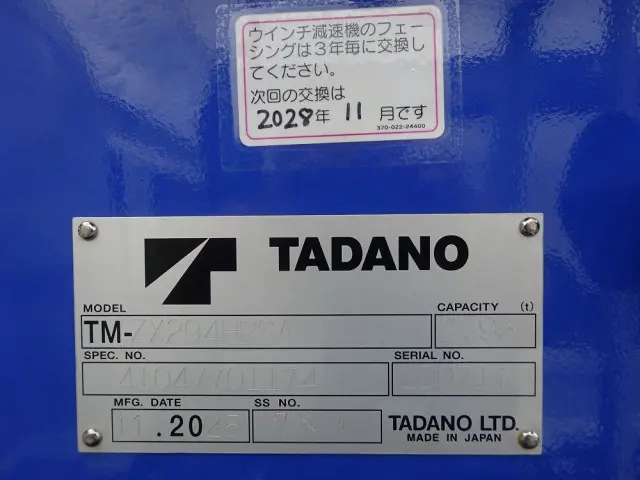 ウインチ減速機のフェー
シングは３年毎に交換し
てください。
次回の交換は
2028年 11 月です
370-022-24400
TADANO
MODEL
CAPACITY (t)
TM-ZX294H
SPEC. NO.
SERIAL NO.
MFG. DATE
SS NO.
11.2025
TADANO LTD.
MADE IN JAPAN